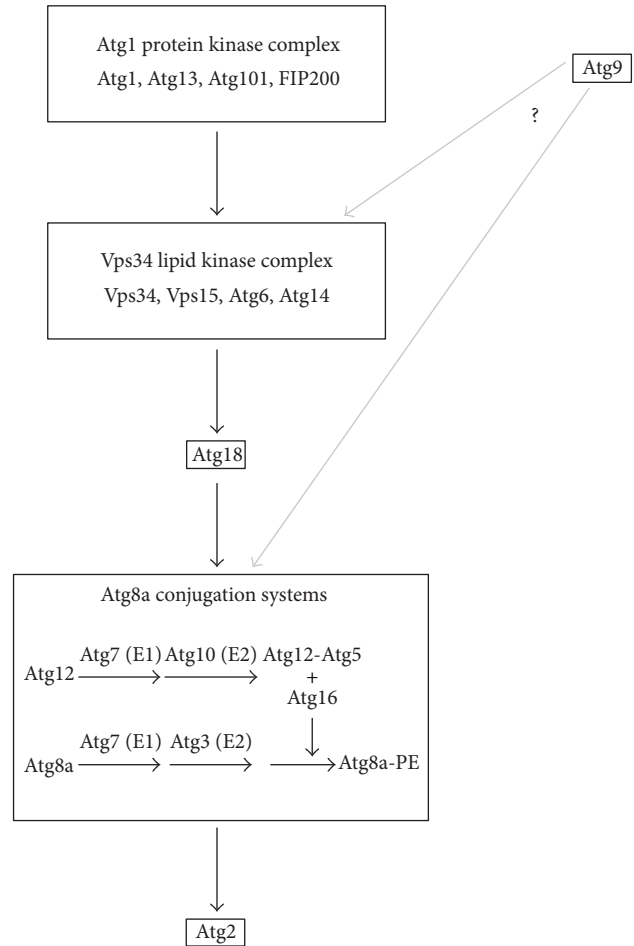 Atg1 protein kinase complex
Atg1, Atg13, Atg101, FIP200
Atg9
?
Vps34 lipid kinase complex
Vps34, Vps15, Atg6, Atg14
Atg18
Atg8a conjugation systems
Atg7 (E1) Atg10 (E2) Atg12-Atg5
Atg12
+
Atg16
Atg7 (E1) Atg3 (E2)
Atg8a Atg8a-PE
Atg2